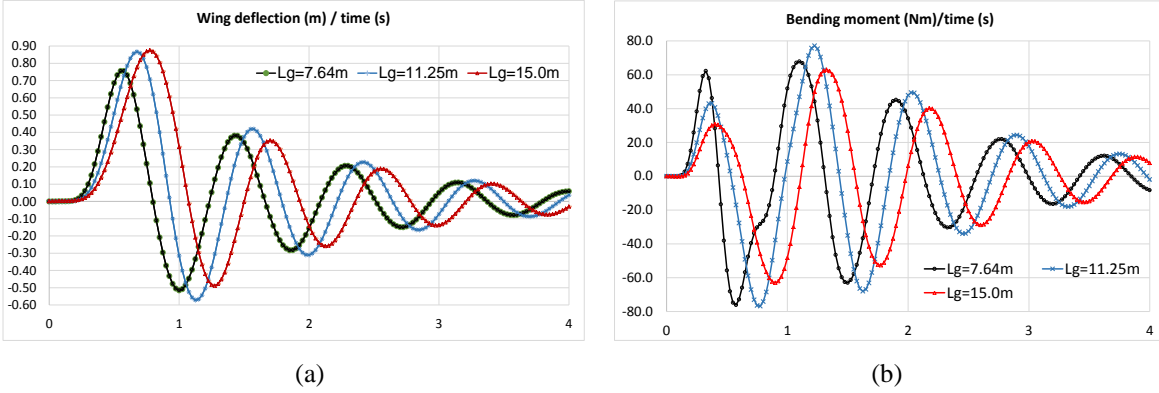 Wing deflection (m) / time (s)
0.90
0.80
0.70
0.60
0.50
0.40
0.30
0.20
0.10
0.00
-0.10
-0.20
-0.30
-0.40
-0.50
-0.60
Lg=7.64m Lg=11.25m Lg=15.0m
0 1 2 3 4
(a)
Bending moment (Nm)/time (s)
80.0
60.0
40.0
20.0
0.0
-20.0
-40.0
-60.0
-80.0
Lg=7.64m Lg=11.25m
Lg=15.0m
0 1 2 3 4
(b)